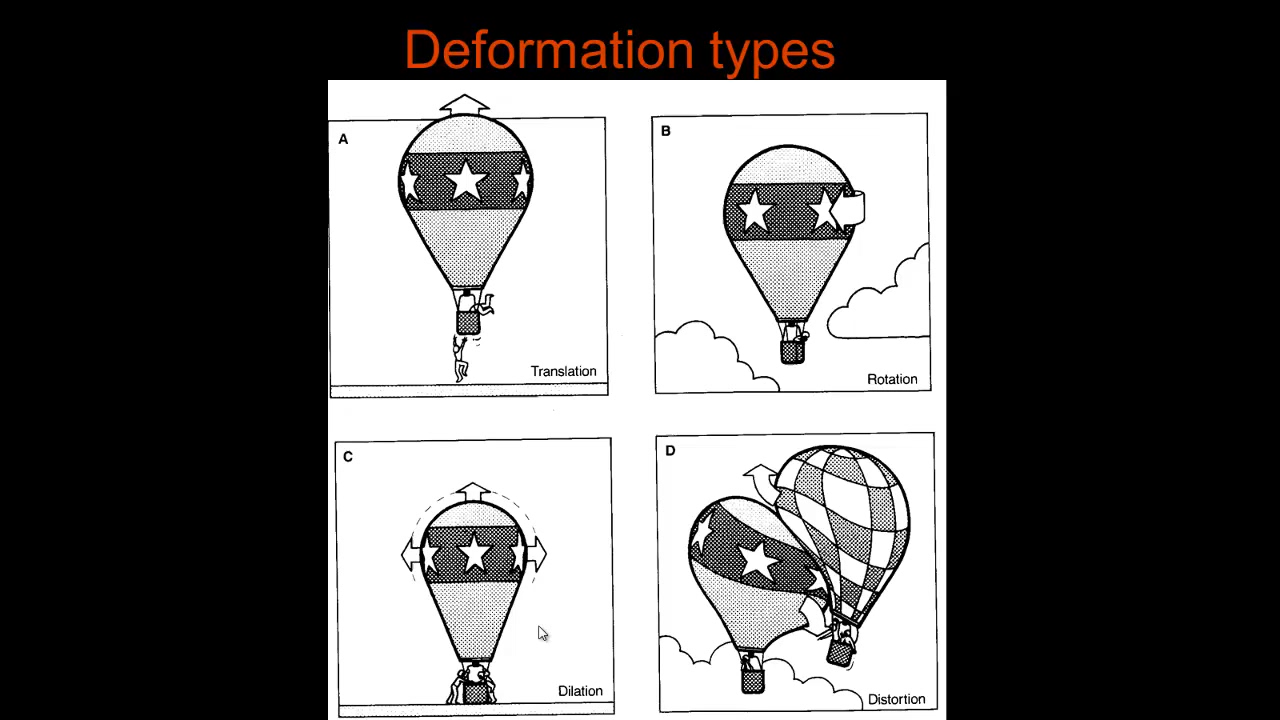 Deformation types
A
Translation
B
Rotation
C
Dilation
D
Distortion